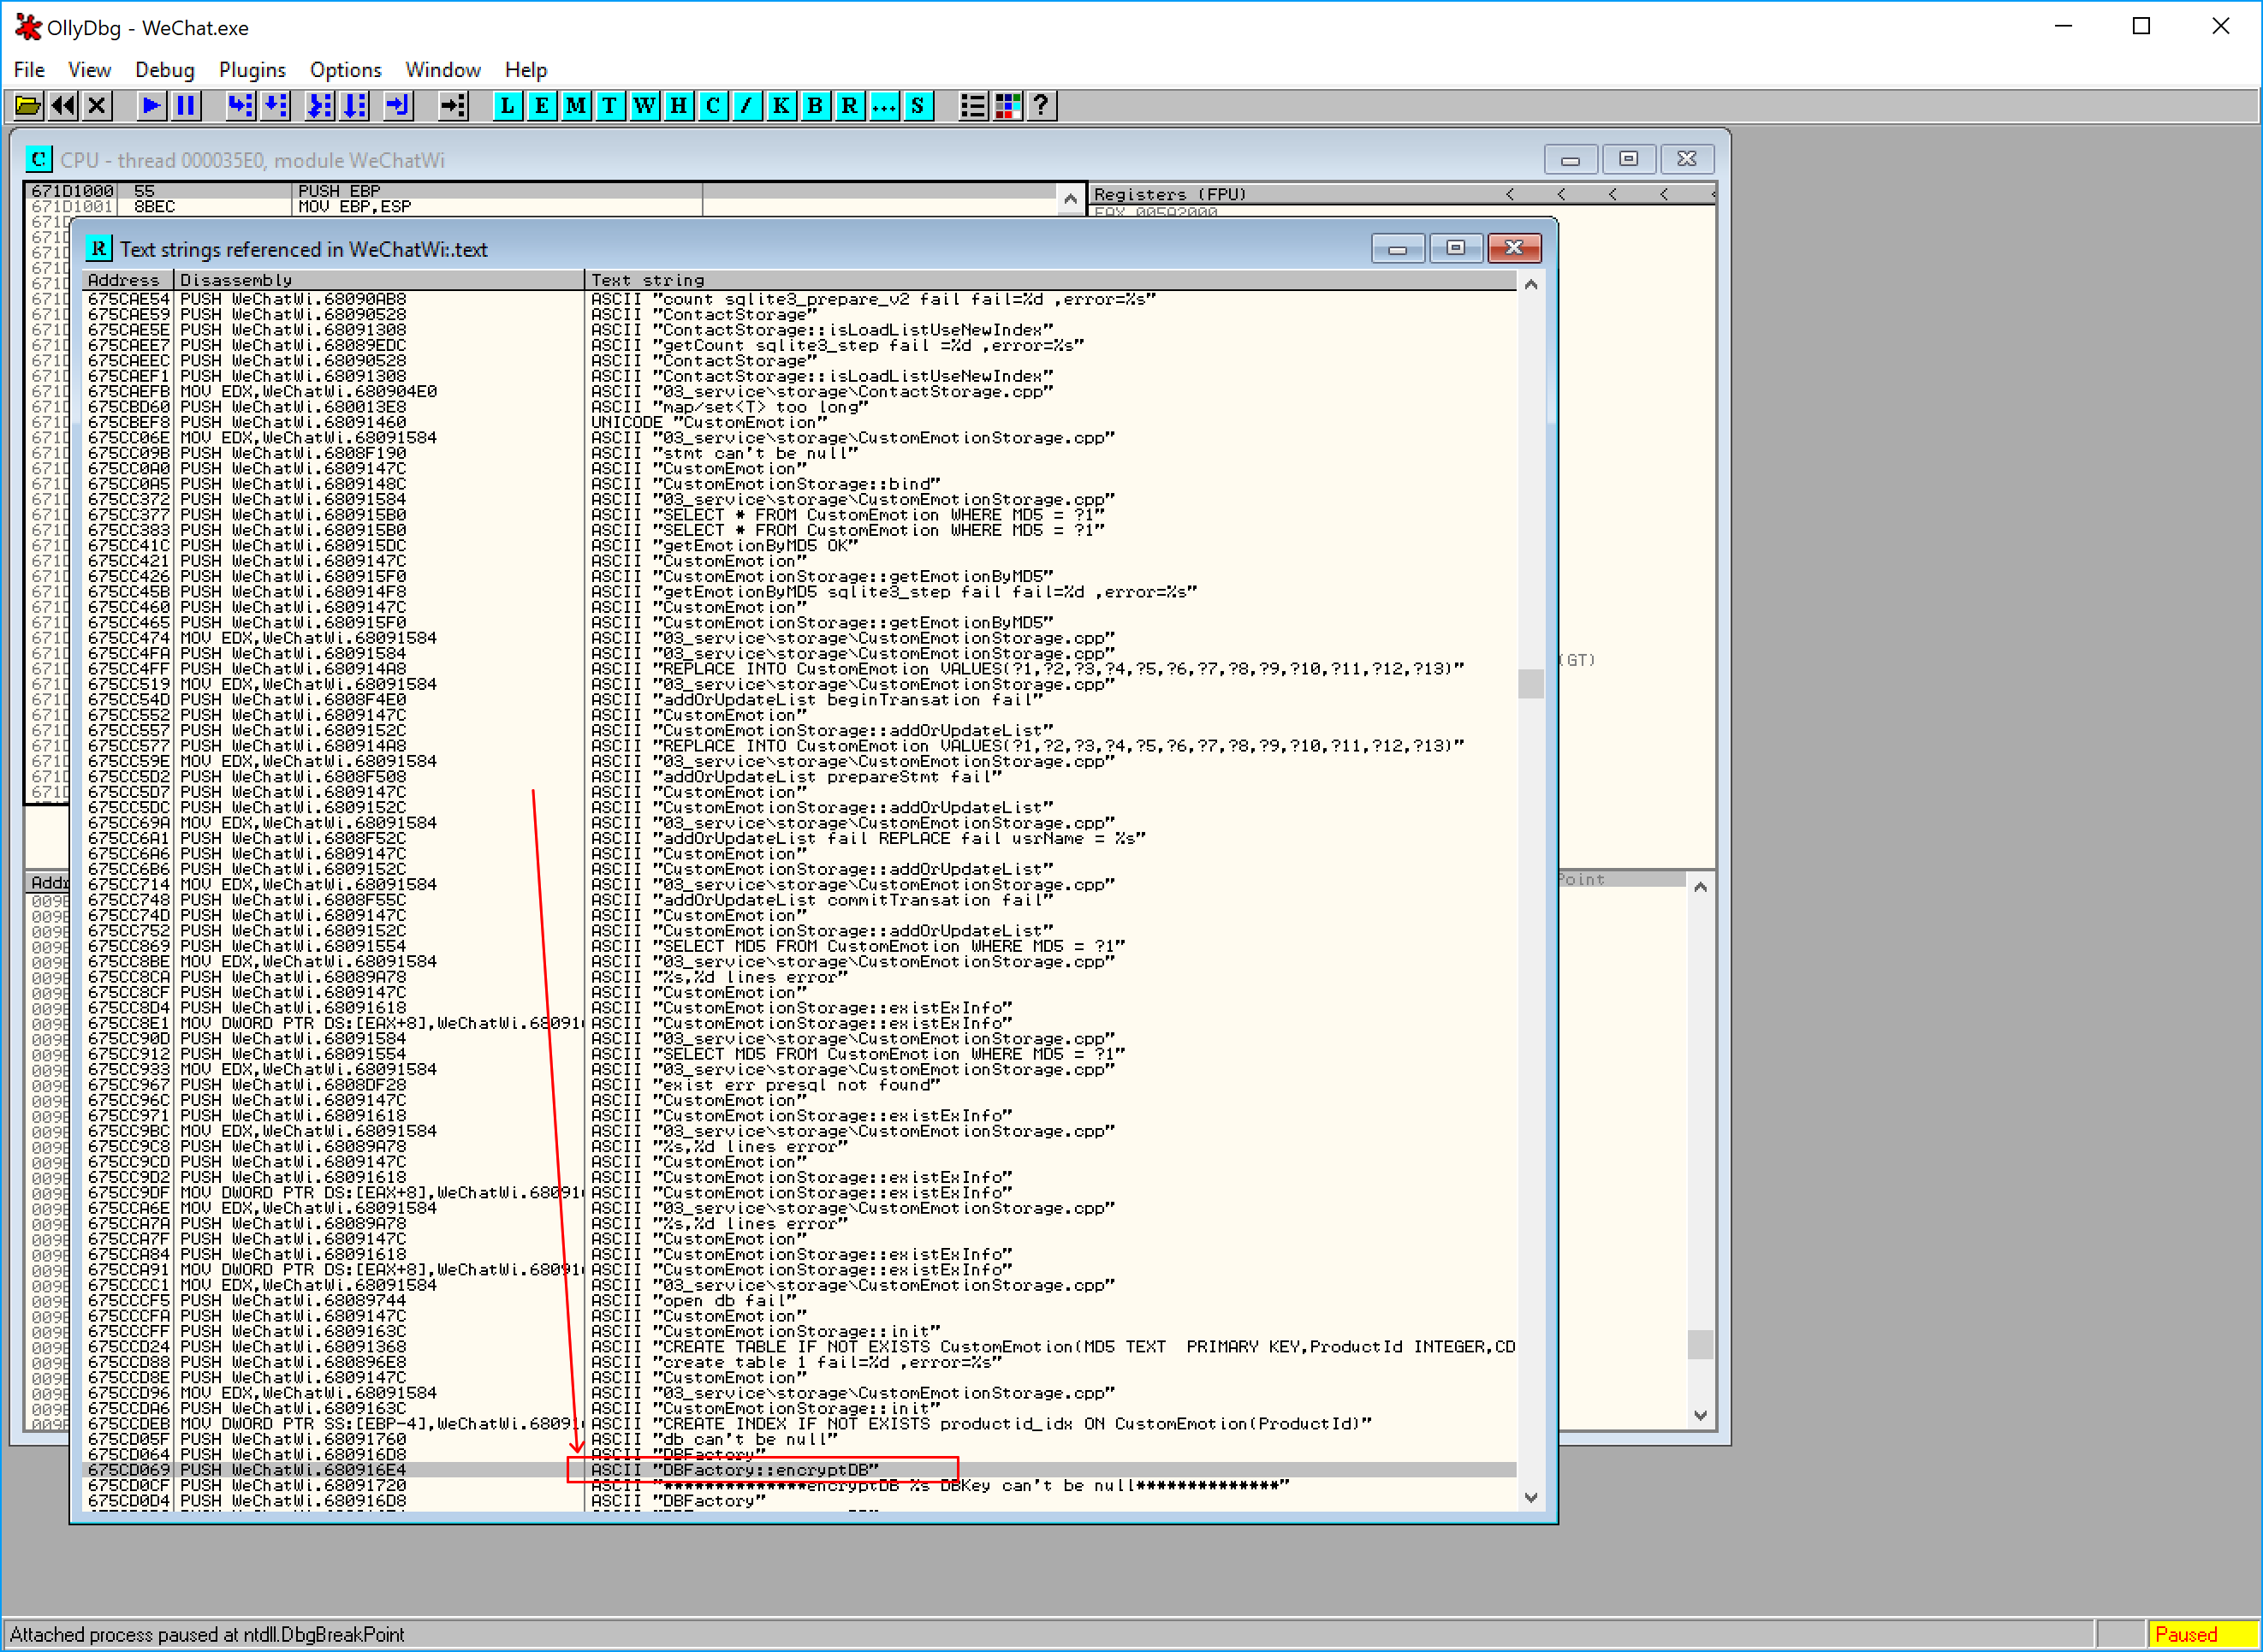 OllyDbg - WeChat.exe
File View Debug Plugins Options Window Help
L E M T W H C / K B R ... S ?
C CPU - thread 000035E0, module WeChatWi
671D1000 55 PUSH EBP
671D1001 8BEC MOV EBP,ESP
Registers (FPU) < < < < <
R Text strings referenced in WeChatWi:.text
Address Disassembly Text string
675CAE54 PUSH WeChatWi.68090AB8 ASCII "count sqlite3_prepare_v2 fail fail=%d ,error=%s"
675CAE59 PUSH WeChatWi.68090528 ASCII "ContactStorage"
675CAE5E PUSH WeChatWi.68091308 ASCII "ContactStorage::isLoadListUseNewIndex"
675CAEE7 PUSH WeChatWi.68089EDC ASCII "getCount sqlite3_step fail =%d ,error=%s"
675CAEEC PUSH WeChatWi.68090528 ASCII "ContactStorage"
675CAEF1 PUSH WeChatWi.68091308 ASCII "ContactStorage::isLoadListUseNewIndex"
675CAEFB MOV EDX,WeChatWi.680904E0 ASCII "03_service\storage\ContactStorage.cpp"
675CBD60 PUSH WeChatWi.680013E8 ASCII "map/set<T> too long"
675CBEF8 PUSH WeChatWi.68091460 UNICODE "CustomEmotion"
675CC06E MOV EDX,WeChatWi.68091584 ASCII "03_service\storage\CustomEmotionStorage.cpp"
675CC09B PUSH WeChatWi.6808F190 ASCII "stmt can't be null"
675CC0A0 PUSH WeChatWi.6809147C ASCII "CustomEmotion"
675CC0A5 PUSH WeChatWi.6809148C ASCII "CustomEmotionStorage::bind"
675CC372 PUSH WeChatWi.68091584 ASCII "03_service\storage\CustomEmotionStorage.cpp"
675CC377 PUSH WeChatWi.680915B0 ASCII "SELECT * FROM CustomEmotion WHERE MD5 = ?1"
675CC383 PUSH WeChatWi.680915B0 ASCII "SELECT * FROM CustomEmotion WHERE MD5 = ?1"
675CC41C PUSH WeChatWi.680915DC ASCII "getEmotionByMD5 OK"
675CC421 PUSH WeChatWi.6809147C ASCII "CustomEmotion"
675CC426 PUSH WeChatWi.680915F0 ASCII "CustomEmotionStorage::getEmotionByMD5"
675CC45B PUSH WeChatWi.680914F8 ASCII "getEmotionByMD5 sqlite3_step fail fail=%d ,error=%s"
675CC460 PUSH WeChatWi.6809147C ASCII "CustomEmotion"
675CC465 PUSH WeChatWi.680915F0 ASCII "CustomEmotionStorage::getEmotionByMD5"
675CC474 MOV EDX,WeChatWi.68091584 ASCII "03_service\storage\CustomEmotionStorage.cpp"
675CC4FA PUSH WeChatWi.68091584 ASCII "03_service\storage\CustomEmotionStorage.cpp"
675CC4FF PUSH WeChatWi.680914A8 ASCII "REPLACE INTO CustomEmotion VALUES(?1,?2,?3,?4,?5,?6,?7,?8,?9,?10,?11,?12,?13)"
675CC519 MOV EDX,WeChatWi.68091584 ASCII "03_service\storage\CustomEmotionStorage.cpp"
675CC54D PUSH WeChatWi.6808F4E0 ASCII "addOrUpdateList beginTransation fail"
675CC552 PUSH WeChatWi.6809147C ASCII "CustomEmotion"
675CC557 PUSH WeChatWi.6809152C ASCII "CustomEmotionStorage::addOrUpdateList"
675CC577 PUSH WeChatWi.680914A8 ASCII "REPLACE INTO CustomEmotion VALUES(?1,?2,?3,?4,?5,?6,?7,?8,?9,?10,?11,?12,?13)"
675CC59E MOV EDX,WeChatWi.68091584 ASCII "03_service\storage\CustomEmotionStorage.cpp"
675CC5D2 PUSH WeChatWi.6808F508 ASCII "addOrUpdateList prepareStmt fail"
675CC5D7 PUSH WeChatWi.6809147C ASCII "CustomEmotion"
675CC5DC PUSH WeChatWi.6809152C ASCII "CustomEmotionStorage::addOrUpdateList"
675CC69A MOV EDX,WeChatWi.68091584 ASCII "03_service\storage\CustomEmotionStorage.cpp"
675CC6A1 PUSH WeChatWi.6808F52C ASCII "addOrUpdateList fail REPLACE fail usrName = %s"
675CC6A6 PUSH WeChatWi.6809147C ASCII "CustomEmotion"
675CC6B6 PUSH WeChatWi.6809152C ASCII "CustomEmotionStorage::addOrUpdateList"
675CC714 MOV EDX,WeChatWi.68091584 ASCII "03_service\storage\CustomEmotionStorage.cpp"
675CC748 PUSH WeChatWi.6808F55C ASCII "addOrUpdateList commitTransation fail"
675CC74D PUSH WeChatWi.6809147C ASCII "CustomEmotion"
675CC752 PUSH WeChatWi.6809152C ASCII "CustomEmotionStorage::addOrUpdateList"
675CC869 PUSH WeChatWi.68091554 ASCII "SELECT MD5 FROM CustomEmotion WHERE MD5 = ?1"
675CC8BE MOV EDX,WeChatWi.68091584 ASCII "03_service\storage\CustomEmotionStorage.cpp"
675CC8CA PUSH WeChatWi.68089A78 ASCII "%s,%d lines error"
675CC8CF PUSH WeChatWi.6809147C ASCII "CustomEmotion"
675CC8D4 PUSH WeChatWi.68091618 ASCII "CustomEmotionStorage::existExInfo"
675CC8E1 MOV DWORD PTR DS:[EAX+8],WeChatWi.68091 ASCII "CustomEmotionStorage::existExInfo"
675CC90D PUSH WeChatWi.68091584 ASCII "03_service\storage\CustomEmotionStorage.cpp"
675CC912 PUSH WeChatWi.68091554 ASCII "SELECT MD5 FROM CustomEmotion WHERE MD5 = ?1"
675CC933 MOV EDX,WeChatWi.68091584 ASCII "03_service\storage\CustomEmotionStorage.cpp"
675CC967 PUSH WeChatWi.6808DF28 ASCII "exist err presql not found"
675CC96C PUSH WeChatWi.6809147C ASCII "CustomEmotion"
675CC971 PUSH WeChatWi.68091618 ASCII "CustomEmotionStorage::existExInfo"
675CC9BC MOV EDX,WeChatWi.68091584 ASCII "03_service\storage\CustomEmotionStorage.cpp"
675CC9C8 PUSH WeChatWi.68089A78 ASCII "%s,%d lines error"
675CC9CD PUSH WeChatWi.6809147C ASCII "CustomEmotion"
675CC9D2 PUSH WeChatWi.68091618 ASCII "CustomEmotionStorage::existExInfo"
675CC9DF MOV DWORD PTR DS:[EAX+8],WeChatWi.68091 ASCII "CustomEmotionStorage::existExInfo"
675CCA6E MOV EDX,WeChatWi.68091584 ASCII "03_service\storage\CustomEmotionStorage.cpp"
675CCA7A PUSH WeChatWi.68089A78 ASCII "%s,%d lines error"
675CCA7F PUSH WeChatWi.6809147C ASCII "CustomEmotion"
675CCA84 PUSH WeChatWi.68091618 ASCII "CustomEmotionStorage::existExInfo"
675CCA91 MOV DWORD PTR DS:[EAX+8],WeChatWi.68091 ASCII "CustomEmotionStorage::existExInfo"
675CCCC1 MOV EDX,WeChatWi.68091584 ASCII "03_service\storage\CustomEmotionStorage.cpp"
675CCCF5 PUSH WeChatWi.68089744 ASCII "open db fail"
675CCCFA PUSH WeChatWi.6809147C ASCII "CustomEmotion"
675CCCFF PUSH WeChatWi.6809163C ASCII "CustomEmotionStorage::init"
675CCD24 PUSH WeChatWi.68091368 ASCII "CREATE TABLE IF NOT EXISTS CustomEmotion(MD5 TEXT  PRIMARY KEY,ProductId INTEGER,CD
675CCD88 PUSH WeChatWi.680896E8 ASCII "create table 1 fail=%d ,error=%s"
675CCD8E PUSH WeChatWi.6809147C ASCII "CustomEmotion"
675CCD96 MOV EDX,WeChatWi.68091584 ASCII "03_service\storage\CustomEmotionStorage.cpp"
675CCDA6 PUSH WeChatWi.6809163C ASCII "CustomEmotionStorage::init"
675CCDEB MOV DWORD PTR SS:[EBP-4],WeChatWi.68091 ASCII "CREATE INDEX IF NOT EXISTS productid_idx ON CustomEmotion(ProductId)"
675CD05F PUSH WeChatWi.68091760 ASCII "db can't be null"
675CD064 PUSH WeChatWi.680916D8 ASCII "DBFactory"
675CD069 PUSH WeChatWi.680916E4 ASCII "DBFactory::encryptDB"
675CD0CF PUSH WeChatWi.68091720 ASCII "**************encryptDB %s DBKey can't be null**************"
675CD0D4 PUSH WeChatWi.680916D8 ASCII "DBFactory"
(GT)
Point
Attached process paused at ntdll.DbgBreakPoint
Paused